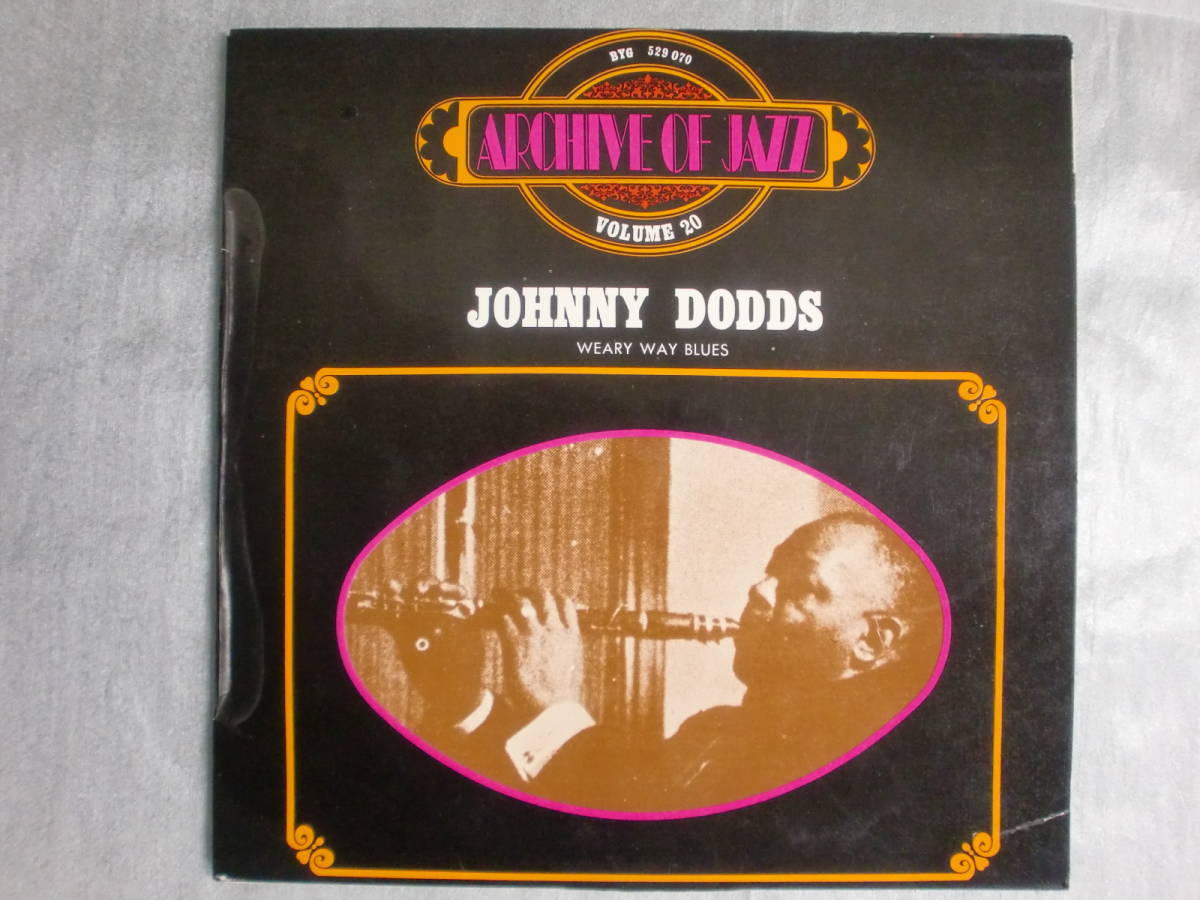 BYG 529 070
ARCHIVE OF JAZZ
VOLUME 20
JOHNNY DODDS
WEARY WAY BLUES